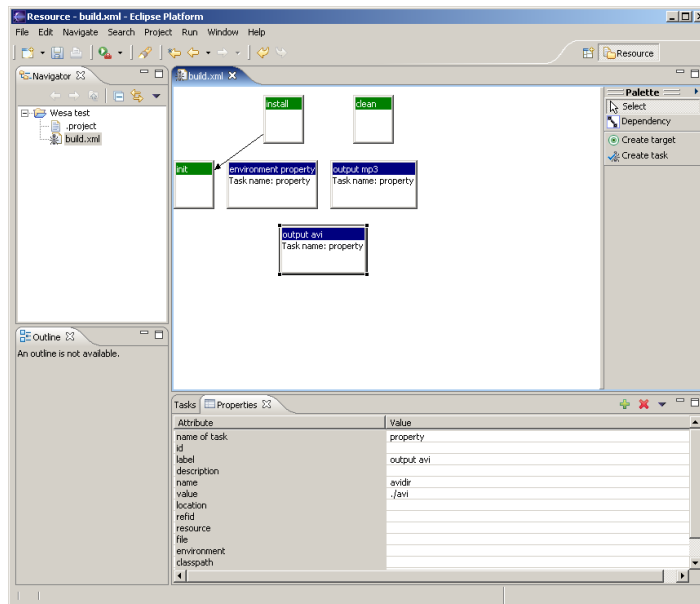 Resource - build.xml - Eclipse Platform
File Edit Navigate Search Project Run Window Help
Resource
Navigator
Wesa test
.project
build.xml
build.xml
install
clean
init
environment property
Task name: property
output mp3
Task name: property
output avi
Task name: property
Palette
Select
Dependency
Create target
Create task
Outline
An outline is not available.
Tasks Properties
Attribute Value
name of task property
id
label output avi
description
name avidir
value ./avi
location
refid
resource
file
environment
classpath